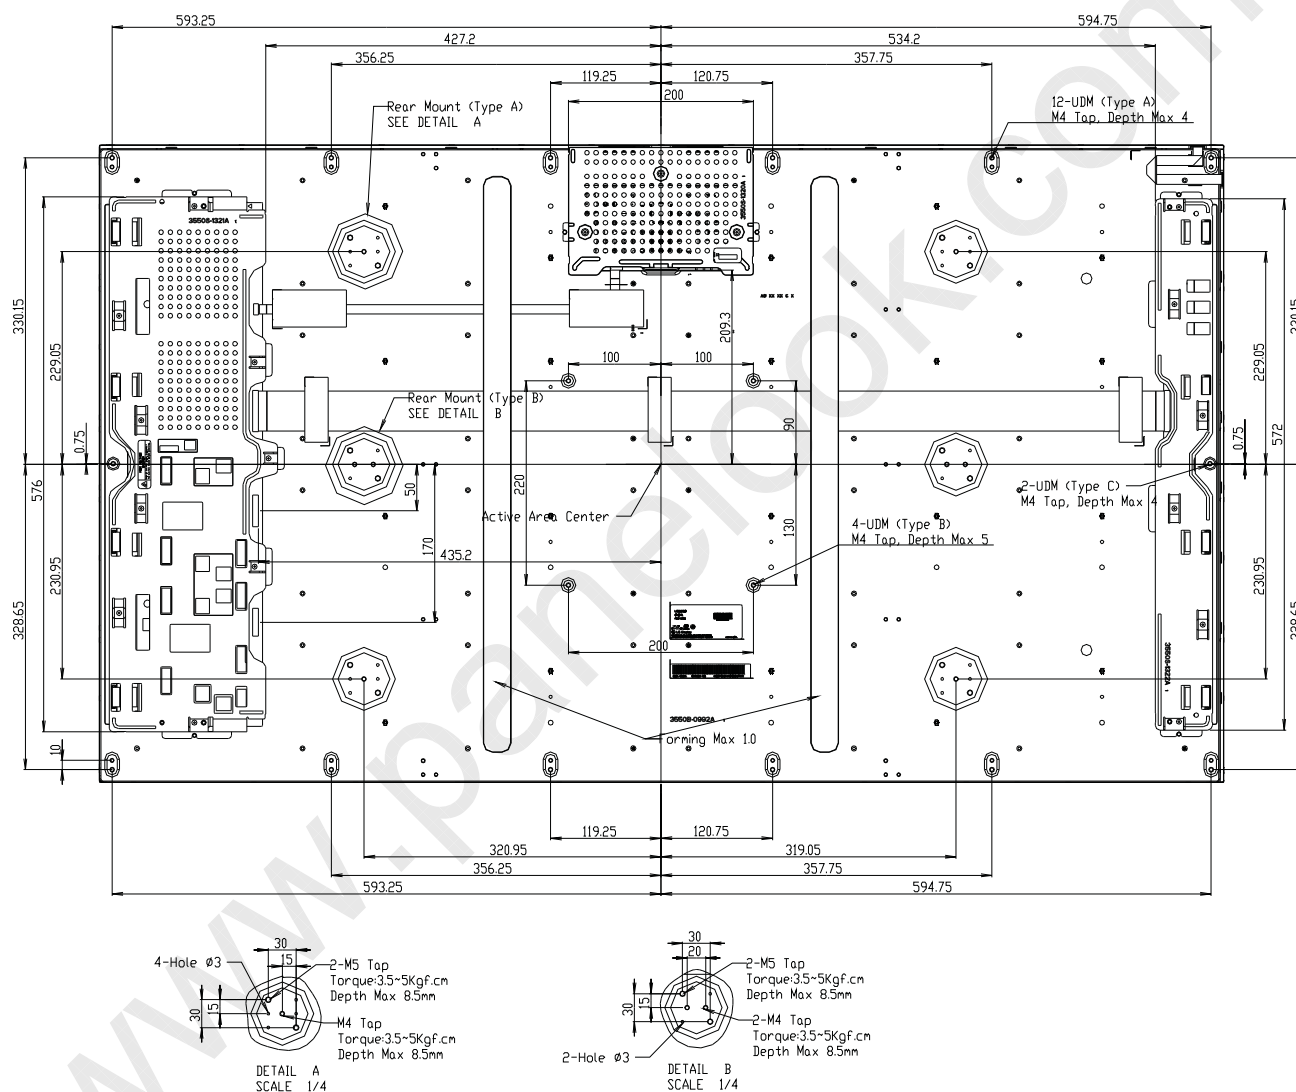 593.25
594.75
427.2
534.2
356.25
357.75
119.25
120.75
200
Rear Mount (Type A)
SEE DETAIL A
12-UDM (Type A)
M4 Tap, Depth Max 4
35508-1321A
330.15
229.05
209.3
229.05
100
100
Rear Mount (Type B)
SEE DETAIL B
90
0.75
0.75
572
576
50
220
2-UDM (Type C)
M4 Tap, Depth Max 4
Active Area Center
4-UDM (Type B)
M4 Tap, Depth Max 5
130
170
435.2
230.95
230.95
328.65
200
35508-1322A
35508-0992A
Forming Max 1.0
10
119.25
120.75
320.95
319.05
356.25
357.75
593.25
594.75
30
15
4-Hole ø3
2-M5 Tap
Torque:3.5~5Kgf.cm
Depth Max 8.5mm
30
15
M4 Tap
Torque:3.5~5Kgf.cm
Depth Max 8.5mm
DETAIL A
SCALE 1/4
30
20
2-M5 Tap
Torque:3.5~5Kgf.cm
Depth Max 8.5mm
30
15
2-M4 Tap
Torque:3.5~5Kgf.cm
Depth Max 8.5mm
2-Hole ø3
DETAIL B
SCALE 1/4
www.panelook.com